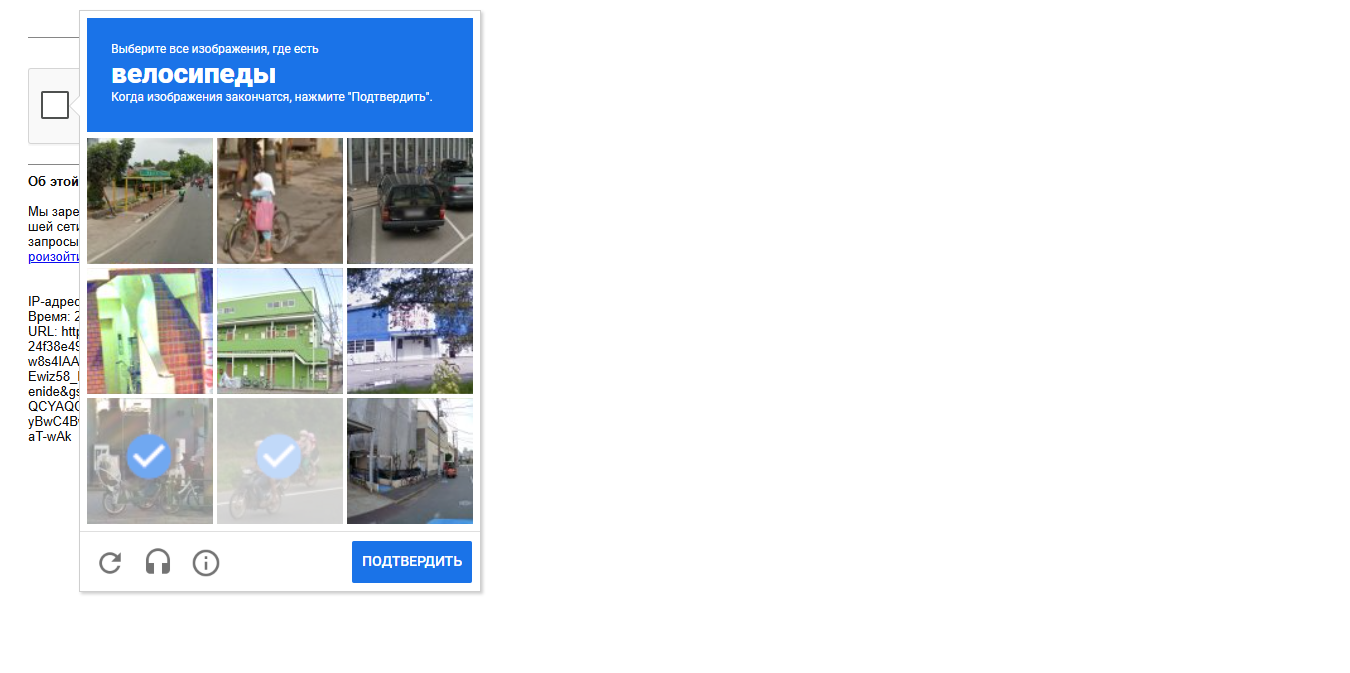 Выберите все изображения, где есть
велосипеды
Когда изображения закончатся, нажмите "Подтвердить".
Об этой
Мы заре
шей сети
запросы
роизойти
IP-адрес
Время: 2
URL: http
24f38e49
w8s4IAA
Ewiz58_
enide&gs
QCYAQ
yBwC4B
aT-wAk
ПОДТВЕРДИТЬ